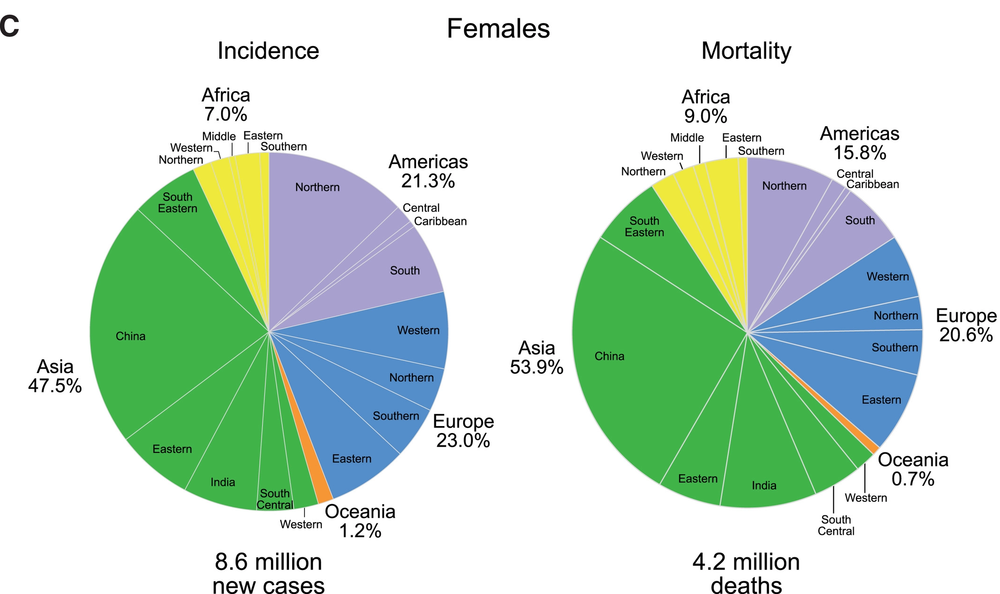 C
Females
Incidence
Africa
7.0%
Middle
Eastern
Western
Southern
Northern
Americas
21.3%
Northern
Central
Caribbean
South
Eastern
South
China
Western
Asia
47.5%
Northern
Southern
Europe
23.0%
Eastern
Eastern
India
South
Central
Western
Oceania
1.2%
8.6 million
new cases
Mortality
Africa
9.0%
Middle
Eastern
Western
Southern
Northern
Americas
15.8%
Central
Caribbean
Northern
South
South
Eastern
Western
Northern
Europe
20.6%
Southern
Asia
53.9%
China
Eastern
Oceania
0.7%
Eastern
India
Western
South
Central
4.2 million
deaths